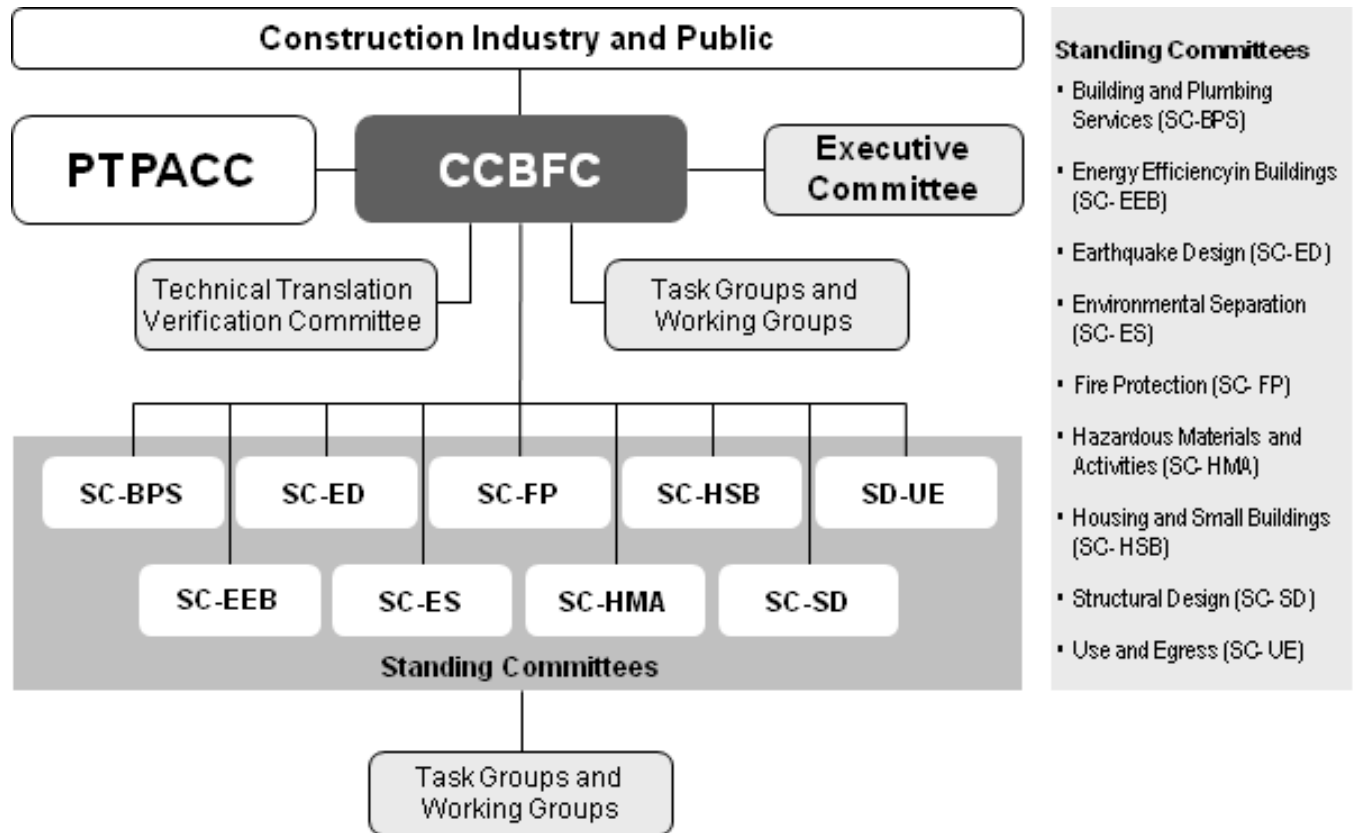 Construction Industry and Public
PTPACC
CCBFC
Executive
Committee
Technical Translation
Verification Committee
Task Groups and
Working Groups
SC-BPS
SC-ED
SC-FP
SC-HSB
SD-UE
SC-EEB
SC-ES
SC-HMA
SC-SD
Standing Committees
Task Groups and
Working Groups
Standing Committees
▪ Building and Plumbing
Services (SC-BPS)
▪ Energy Efficiencyin Buildings
(SC- EEB)
▪ Earthquake Design (SC-ED)
▪ Environmental Separation
(SC- ES)
▪ Fire Protection (SC- FP)
▪ Hazardous Materials and
Activities (SC- HMA)
▪ Housing and Small Buildings
(SC- HSB)
▪ Structural Design (SC- SD)
▪ Use and Egress (SC- UE)